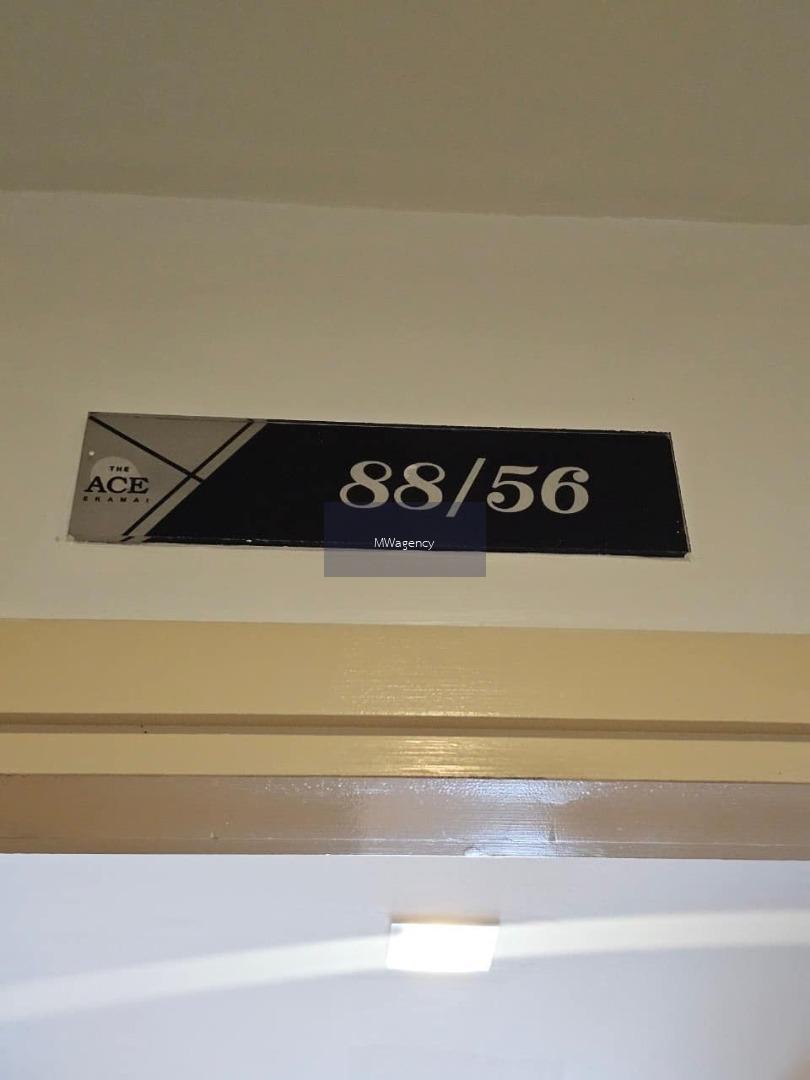 THE
ACE
EKAMAI
88/56
MWagency